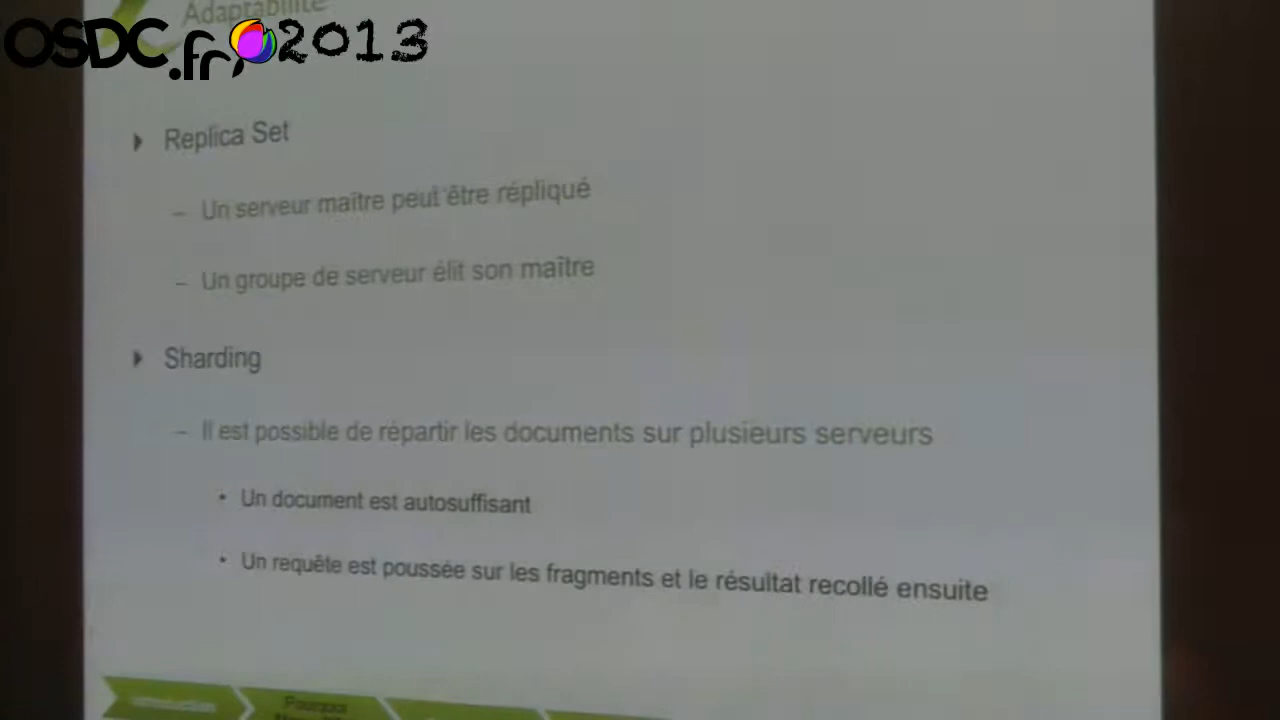 Adaptabilité
OSDC.fr 2013
Replica Set
– Un serveur maître peut être répliqué
– Un groupe de serveur élit son maître
Sharding
– Il est possible de répartir les documents sur plusieurs serveurs
• Un document est autosuffisant
• Un requête est poussée sur les fragments et le résultat recollé ensuite
Pourquoi